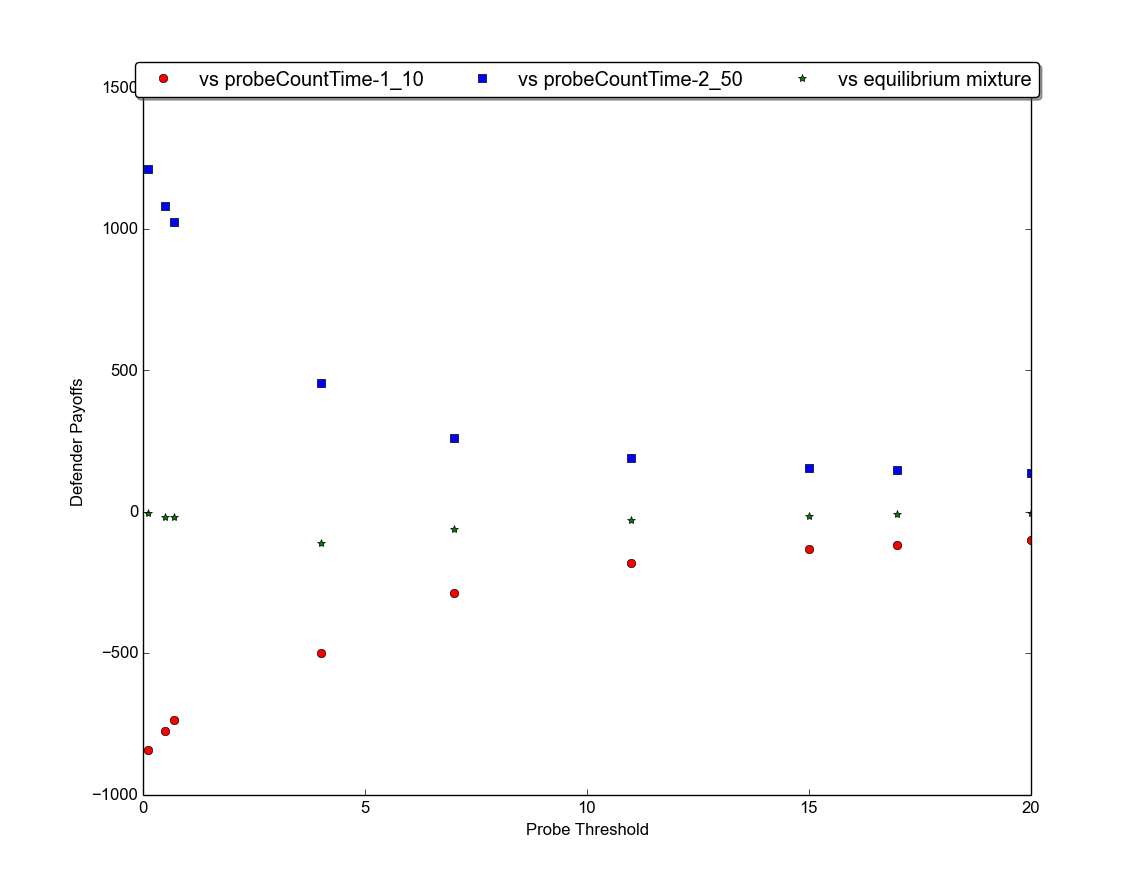 vs probeCountTime-1_10 vs probeCountTime-2_50 vs equilibrium mixture
1500
1000
500
0
−500
−1000
Defender Payoffs
0 5 10 15 20
Probe Threshold